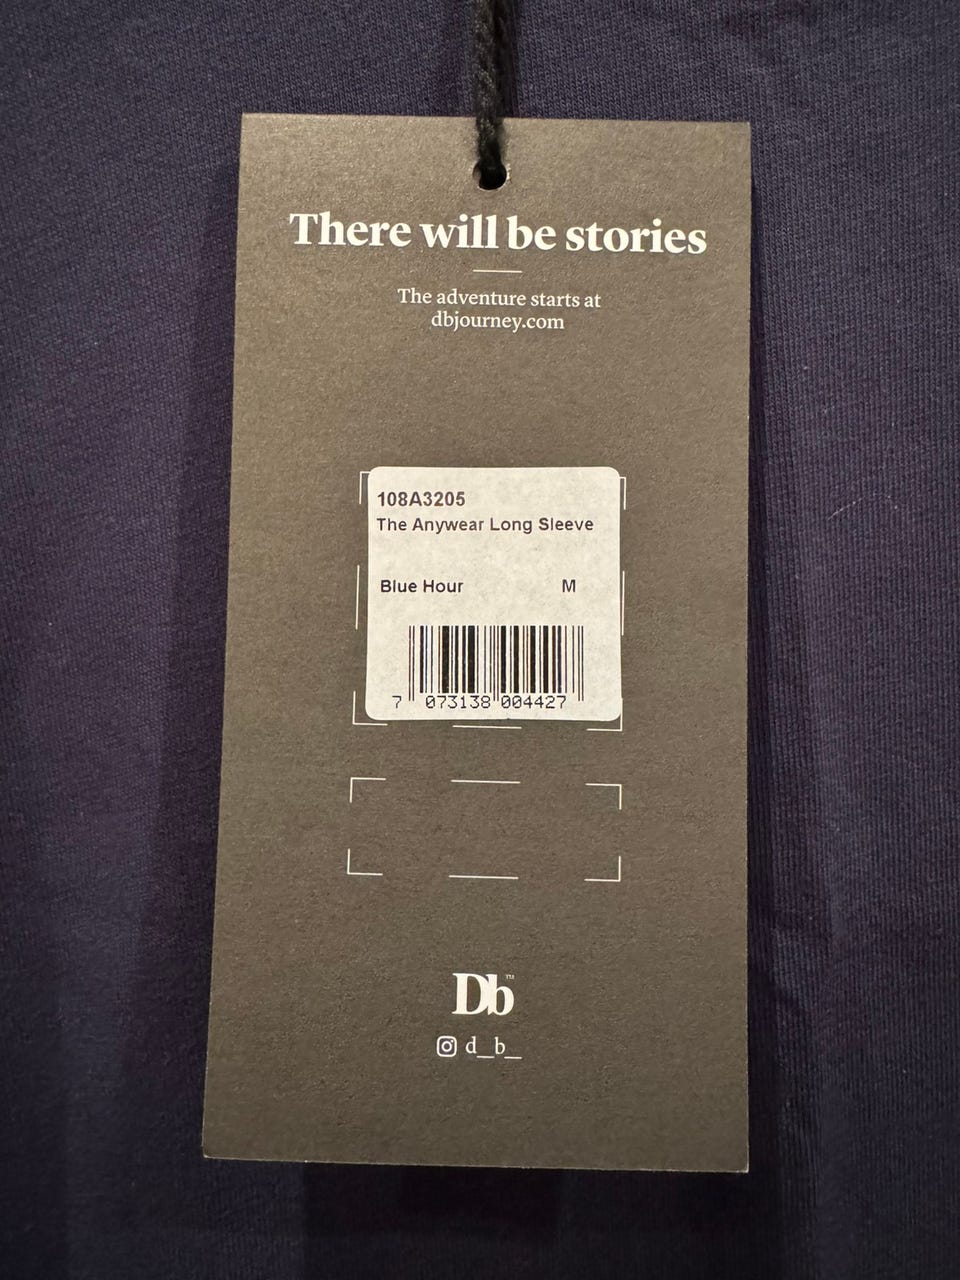 There will be stories
The adventure starts at
dbjourney.com
108A3205
The Anywear Long Sleeve
Blue Hour M
7 073138 004427
Db™
d_b_